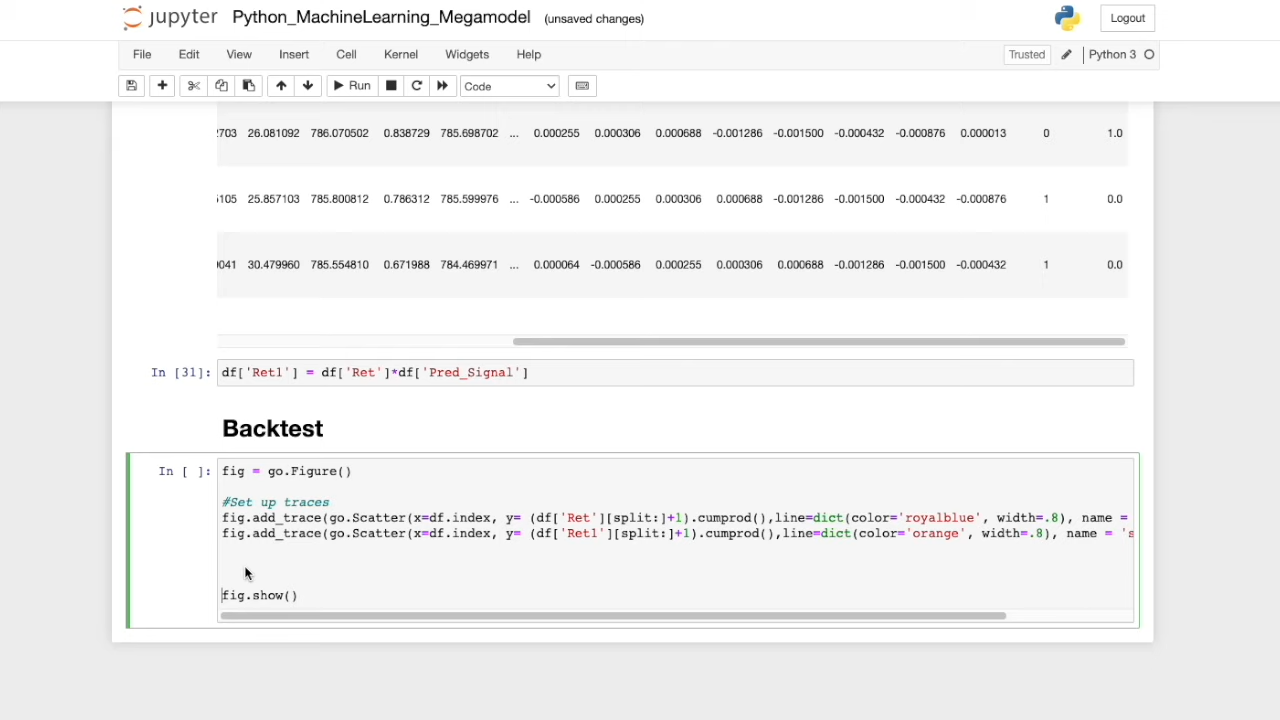 jupyter Python_MachineLearning_Megamodel (unsaved changes) Logout
File Edit View Insert Cell Kernel Widgets Help Trusted Python 3
Run Code
703 26.081092 786.070502 0.838729 785.698702 ... 0.000255 0.000306 0.000688 -0.001286 -0.001500 -0.000432 -0.000876 0.000013 0 1.0
105 25.857103 785.800812 0.786312 785.599976 ... -0.000586 0.000255 0.000306 0.000688 -0.001286 -0.001500 -0.000432 -0.000876 1 0.0
041 30.479960 785.554810 0.671988 784.469971 ... 0.000064 -0.000586 0.000255 0.000306 0.000688 -0.001286 -0.001500 -0.000432 1 0.0
In [31]: df['Ret1'] = df['Ret']*df['Pred_Signal']
Backtest
In [ ]: fig = go.Figure()
#Set up traces
fig.add_trace(go.Scatter(x=df.index, y= (df['Ret'][split:]+1).cumprod(),line=dict(color='royalblue', width=.8), name =
fig.add_trace(go.Scatter(x=df.index, y= (df['Ret1'][split:]+1).cumprod(),line=dict(color='orange', width=.8), name = 's
fig.show()